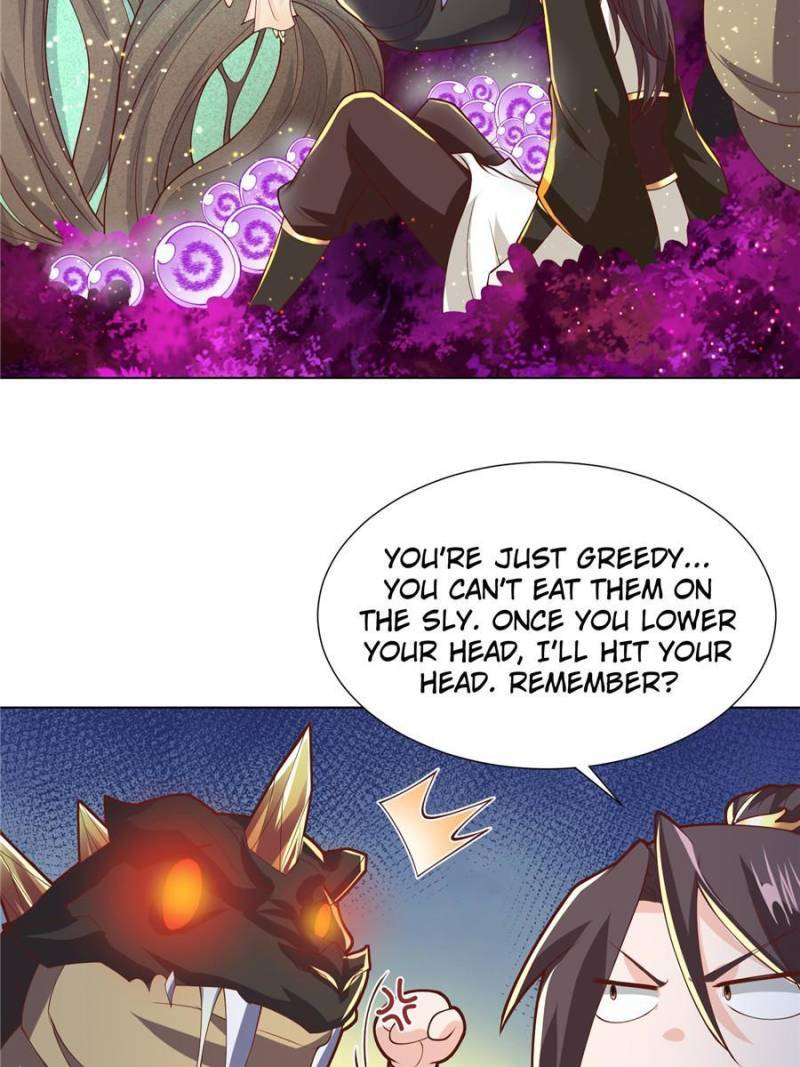 YOU'RE JUST GREEDY...
YOU CAN'T EAT THEM ON
THE SLY. ONCE YOU LOWER
YOUR HEAD, I'LL HIT YOUR
HEAD. REMEMBER?